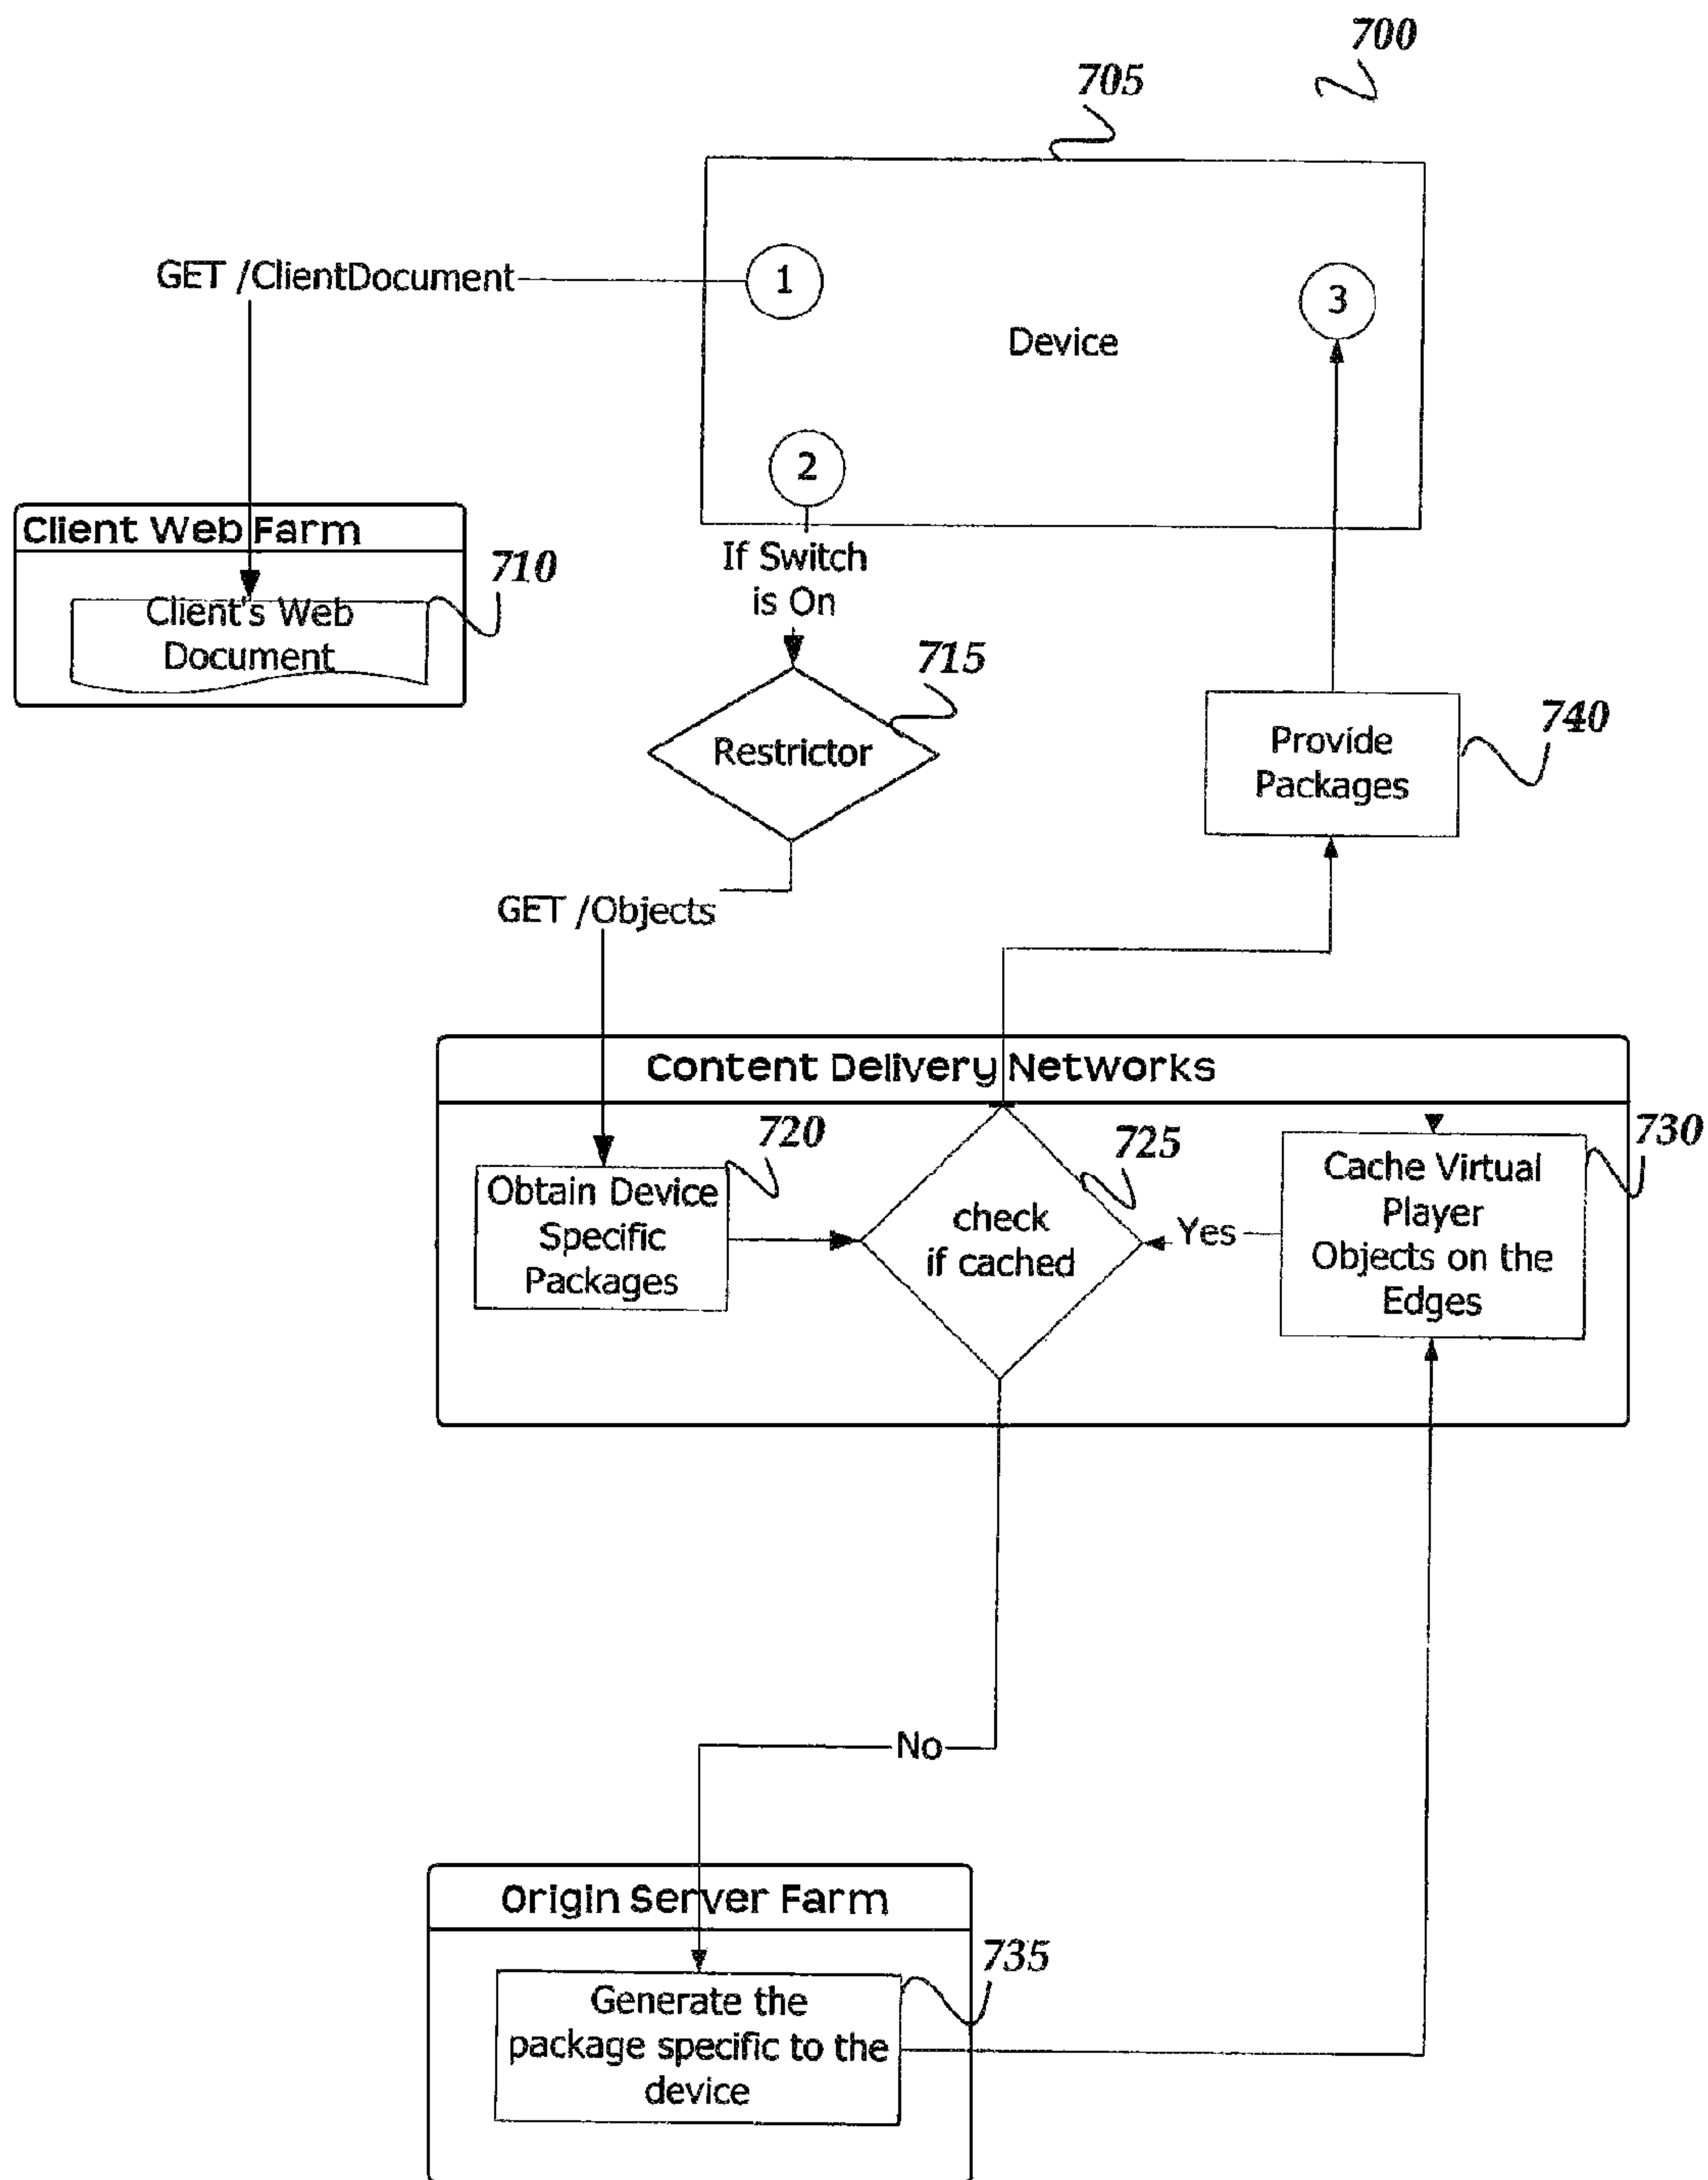 700
705
GET /ClientDocument
1
3
Device
2
Client Web Farm
710
Client's Web
Document
If Switch
is On
715
Restrictor
740
Provide
Packages
GET /Objects
Content Delivery Networks
720
725
730
Obtain Device
Specific
Packages
check
if cached
Yes
Cache Virtual
Player
Objects on the
Edges
No
Origin Server Farm
735
Generate the
package specific to the
device